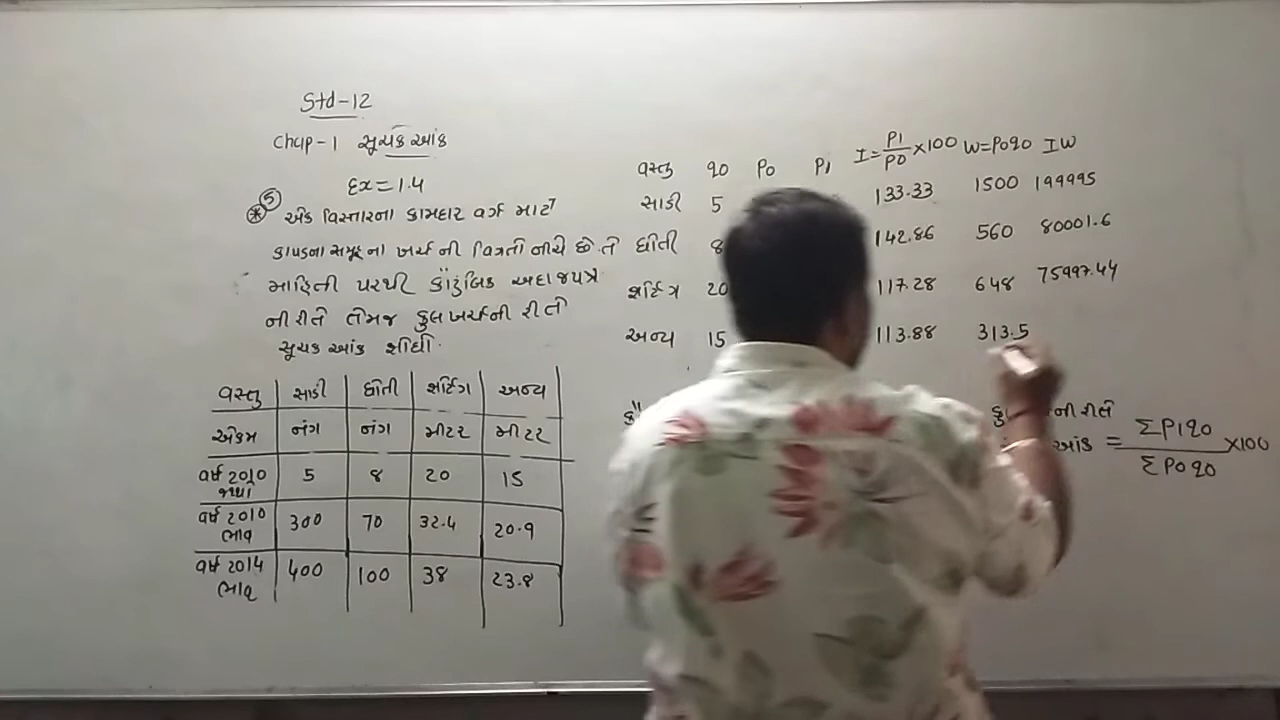 Std-12
Chap-1 સૂચક આંક
Ex = 1.4
* 5 એક વિસ્તારના કામદાર વર્ગ માટે
કાપડના સમૂહના ખર્ચ ની વિગતો નીચે છે. તે
માહિતી પરથી કૌટુંબિક અંદાજપત્ર
ની રીતે તેમજ કુલખર્ચની રીતે
સૂચક આંક શોધો.
વસ્તુ સાડી ધોતી શર્ટિંગ અન્ય
એકમ નંગ નંગ મીટર મીટર
વર્ષ 2010 જથ્થા 5 8 20 15
વર્ષ 2010 ભાવ 300 70 32.4 20.9
વર્ષ 2014 ભાવ 400 100 38 23.8
વસ્તુ q0 P0 P1 I = P1/P0 × 100 W = P0q0 IW
સાડી 5 133.33 1500 199995
ધોતી 8 142.86 560 80001.6
શર્ટિંગ 20 117.28 648 75997.44
અન્ય 15 113.88 313.5
ની રીતે
આંક = ΣP1q0 / ΣP0q0 × 100